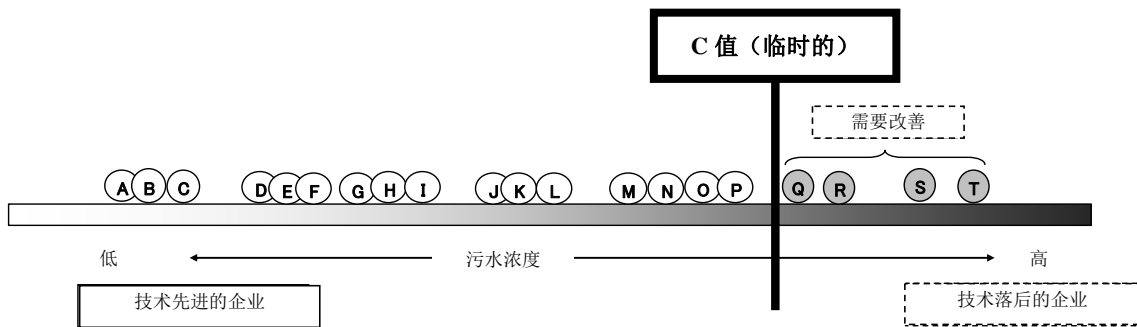 C 值（临时的）
需要改善
A B C D E F G H I J K L M N O P Q R S T
低 污水浓度 高
技术先进的企业 技术落后的企业